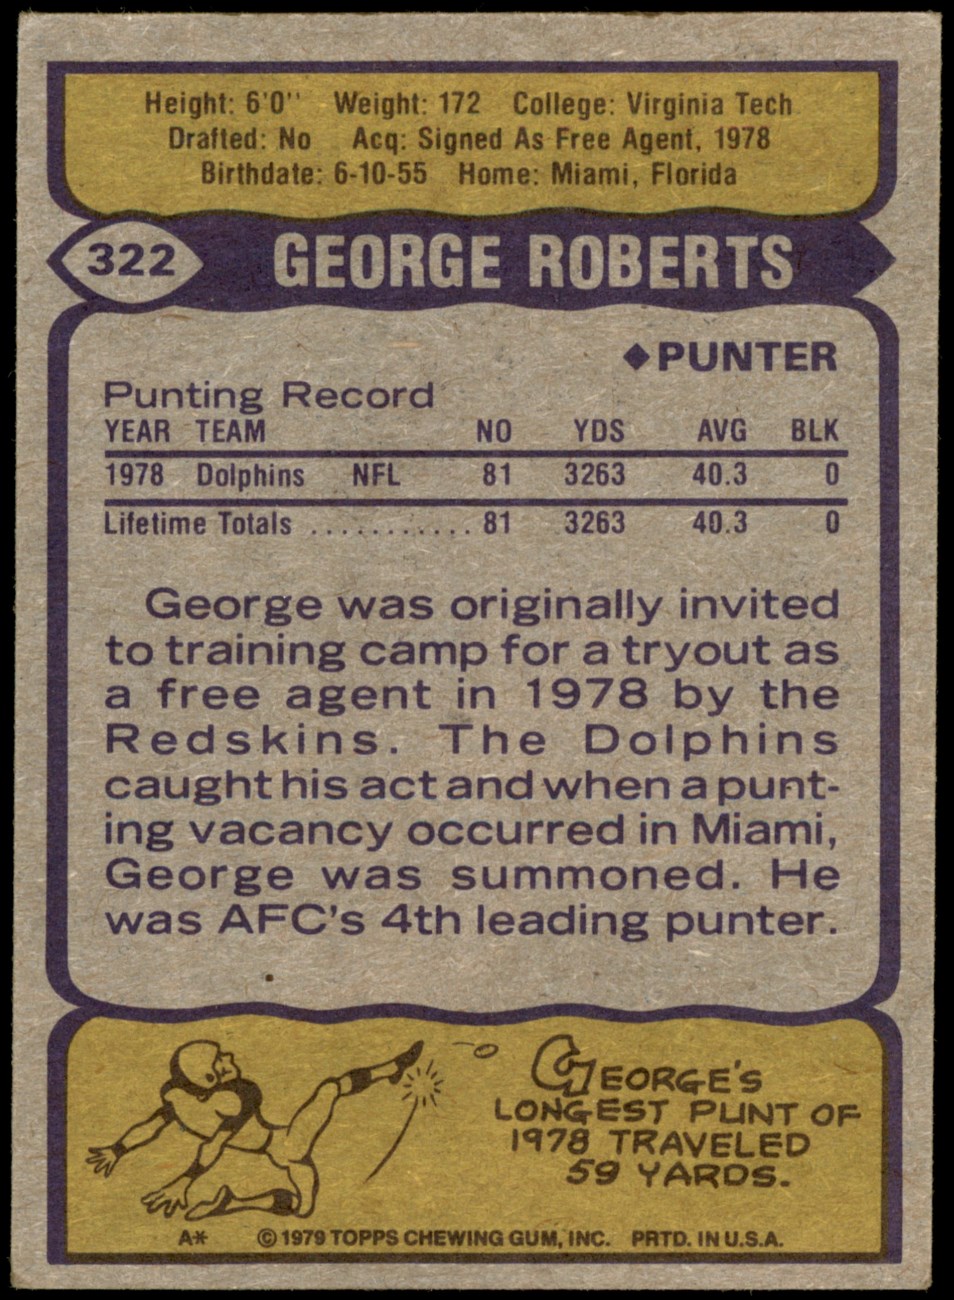 Height: 6'0" Weight: 172 College: Virginia Tech
Drafted: No Acq: Signed As Free Agent, 1978
Birthdate: 6-10-55 Home: Miami, Florida
322 GEORGE ROBERTS
◆PUNTER
Punting Record
YEAR TEAM NO YDS AVG BLK
1978 Dolphins NFL 81 3263 40.3 0
Lifetime Totals ........... 81 3263 40.3 0
George was originally invited
to training camp for a tryout as
a free agent in 1978 by the
Redskins. The Dolphins
caught his act and when a punt-
ing vacancy occurred in Miami,
George was summoned. He
was AFC's 4th leading punter.
GEORGE'S
LONGEST PUNT OF
1978 TRAVELED
59 YARDS.
A* © 1979 TOPPS CHEWING GUM, INC. PRTD. IN U.S.A.